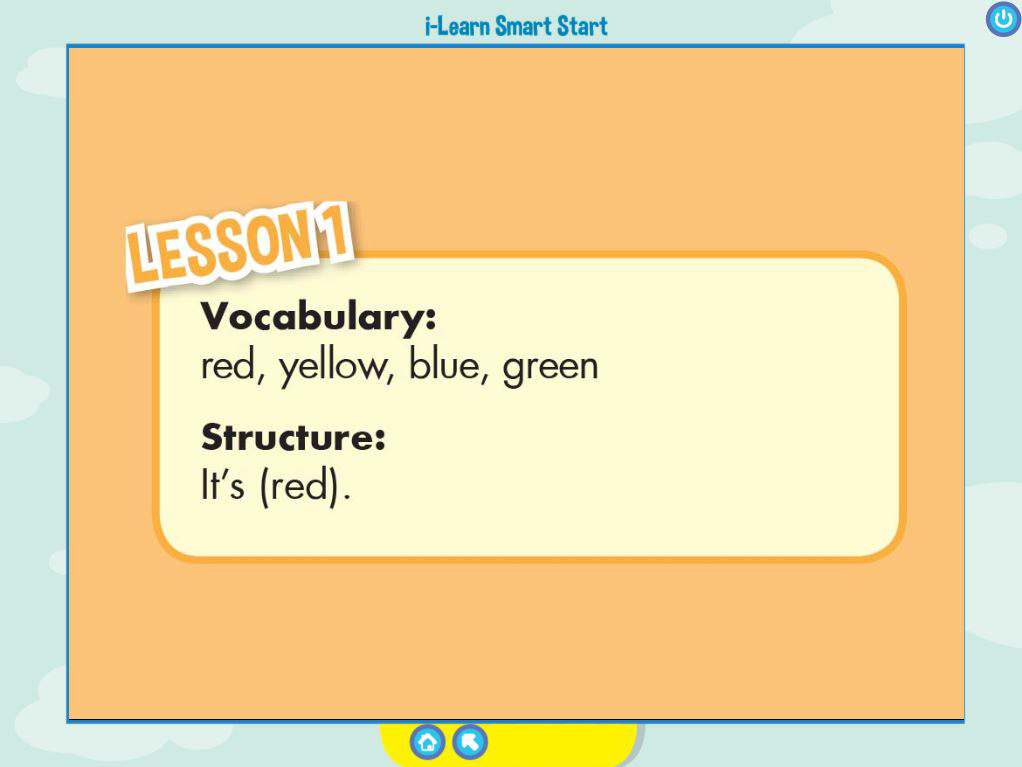 i-Learn Smart Start
LESSON 1
Vocabulary:
red, yellow, blue, green
Structure:
It's (red).